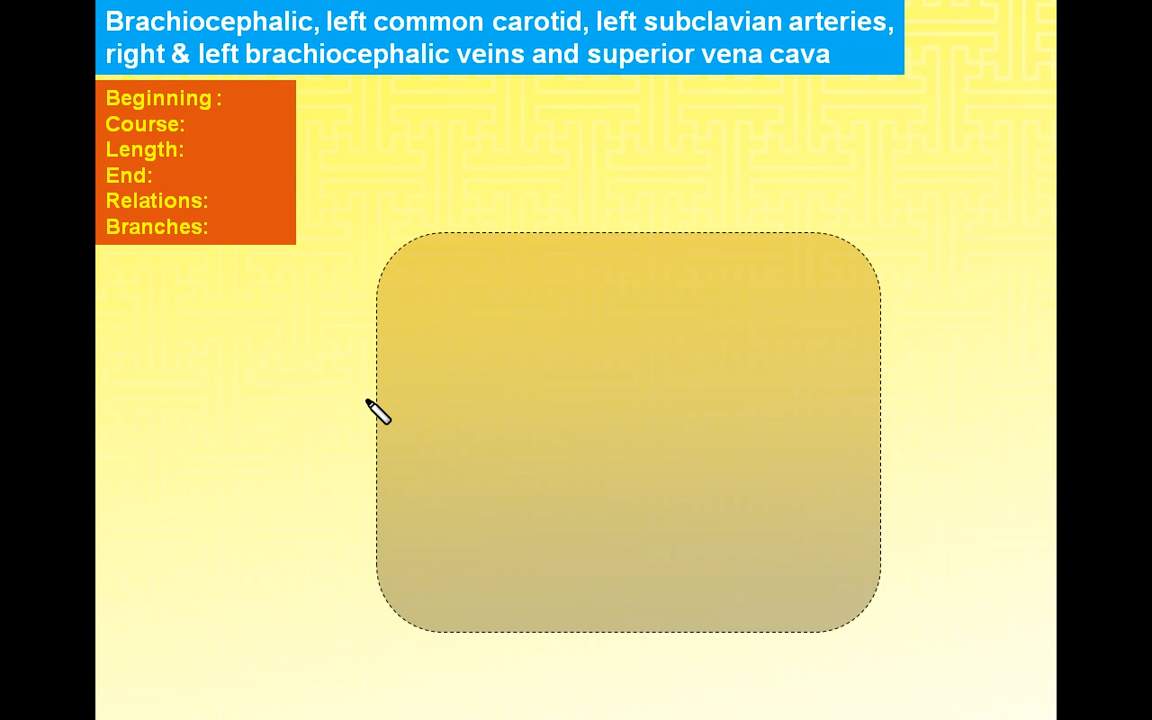 Brachiocephalic, left common carotid, left subclavian arteries,
right & left brachiocephalic veins and superior vena cava
Beginning :
Course:
Length:
End:
Relations:
Branches: